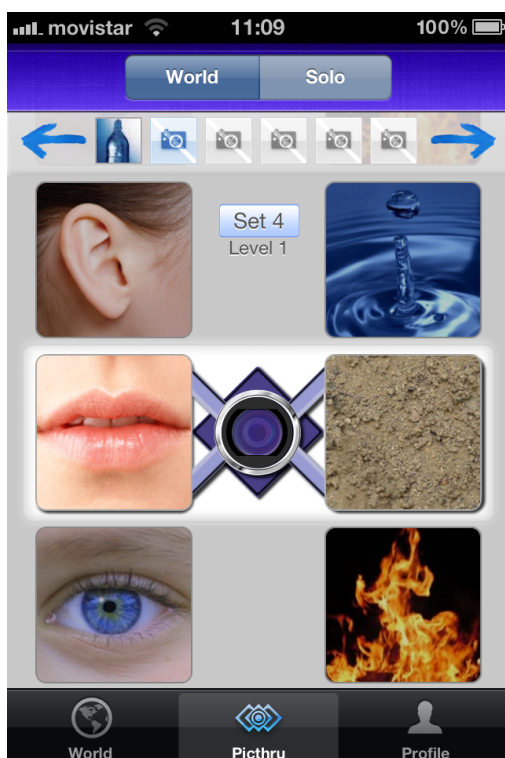 movistar 11:09 100%
World Solo
Set 4
Level 1
World Picthru Profile